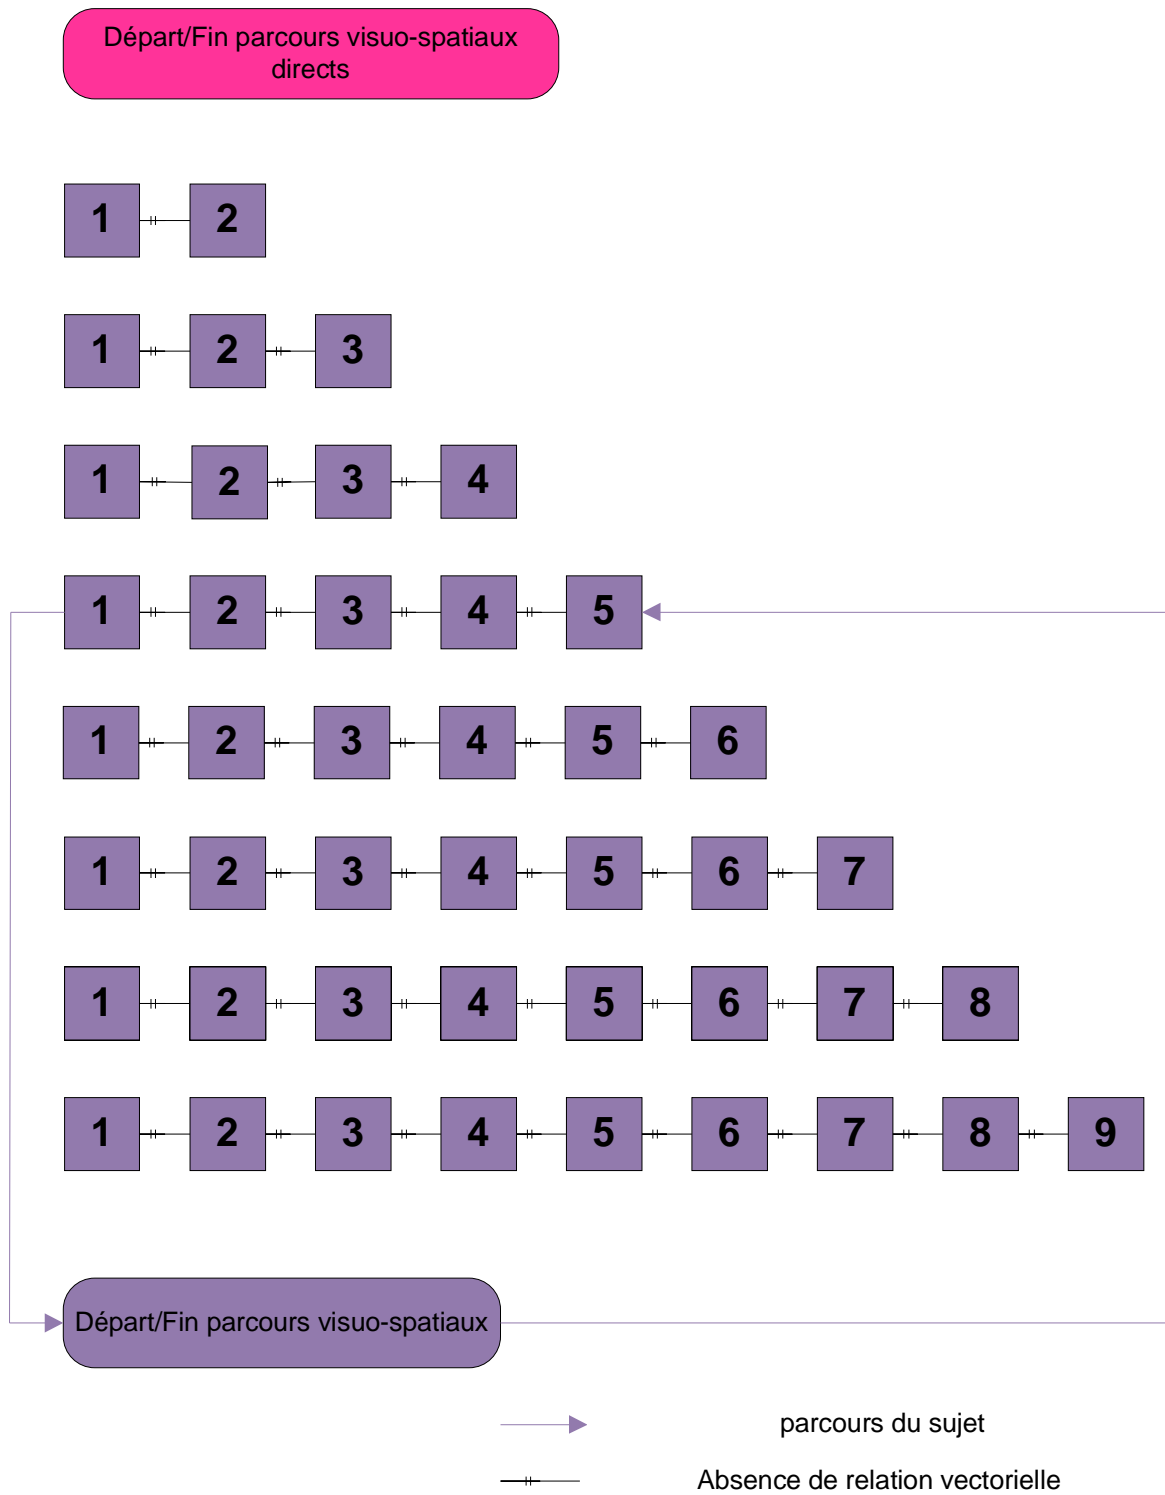 Départ/Fin parcours visuo-spatiaux
directs
1 2
1 2 3
1 2 3 4
1 2 3 4 5
1 2 3 4 5 6
1 2 3 4 5 6 7
1 2 3 4 5 6 7 8
1 2 3 4 5 6 7 8 9
Départ/Fin parcours visuo-spatiaux
parcours du sujet
Absence de relation vectorielle